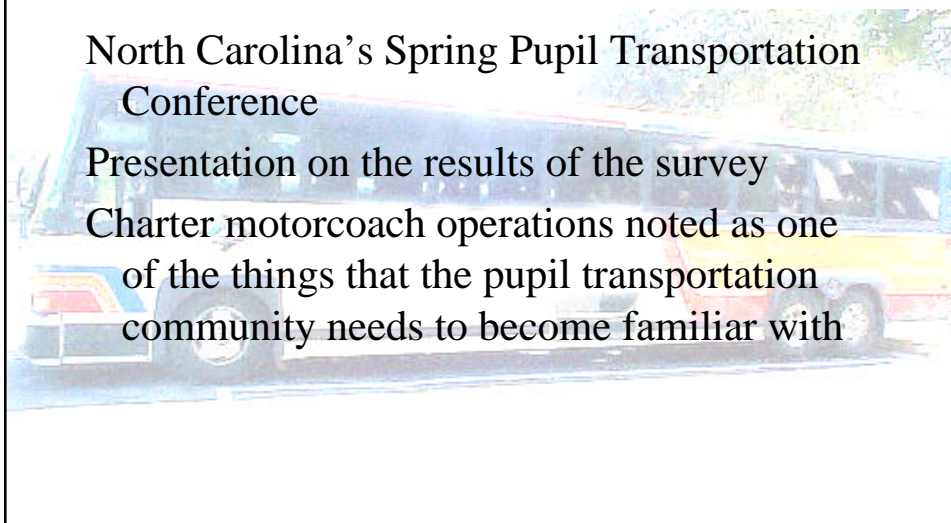 North Carolina’s Spring Pupil Transportation
Conference
Presentation on the results of the survey
Charter motorcoach operations noted as one
of the things that the pupil transportation
community needs to become familiar with